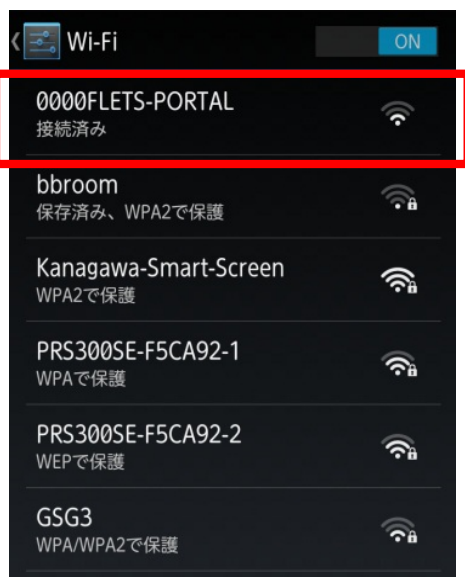 Wi-Fi
ON
0000FLETS-PORTAL
接続済み
bbroom
保存済み、WPA2で保護
Kanagawa-Smart-Screen
WPA2で保護
PRS300SE-F5CA92-1
WPAで保護
PRS300SE-F5CA92-2
WEPで保護
GSG3
WPA/WPA2で保護